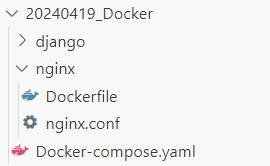 20240419_Docker
django
nginx
Dockerfile
nginx.conf
Docker-compose.yaml